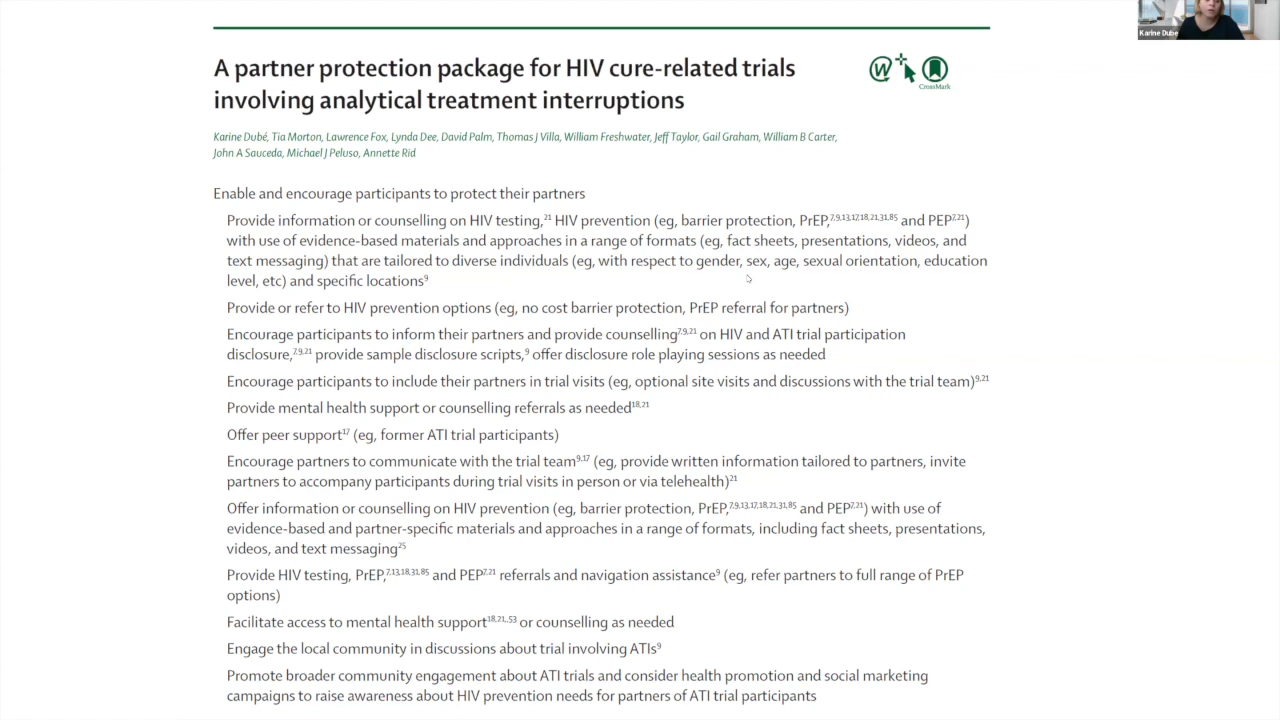 Karine Dube
A partner protection package for HIV cure-related trials
involving analytical treatment interruptions
W
CrossMark
Karine Dubé, Tia Morton, Lawrence Fox, Lynda Dee, David Palm, Thomas J Villa, William Freshwater, Jeff Taylor, Gail Graham, William B Carter,
John A Sauceda, Michael J Peluso, Annette Rid
Enable and encourage participants to protect their partners
Provide information or counselling on HIV testing,21 HIV prevention (eg, barrier protection, PrEP,7,9,13,17,18,21,31,85 and PEP7,21)
with use of evidence-based materials and approaches in a range of formats (eg, fact sheets, presentations, videos, and
text messaging) that are tailored to diverse individuals (eg, with respect to gender, sex, age, sexual orientation, education
level, etc) and specific locations9
Provide or refer to HIV prevention options (eg, no cost barrier protection, PrEP referral for partners)
Encourage participants to inform their partners and provide counselling7,9,21 on HIV and ATI trial participation
disclosure,7,9,21 provide sample disclosure scripts,9 offer disclosure role playing sessions as needed
Encourage participants to include their partners in trial visits (eg, optional site visits and discussions with the trial team)9,21
Provide mental health support or counselling referrals as needed18,21
Offer peer support17 (eg, former ATI trial participants)
Encourage partners to communicate with the trial team9,17 (eg, provide written information tailored to partners, invite
partners to accompany participants during trial visits in person or via telehealth)21
Offer information or counselling on HIV prevention (eg, barrier protection, PrEP,7,9,13,17,18,21,31,85 and PEP7,21) with use of
evidence-based and partner-specific materials and approaches in a range of formats, including fact sheets, presentations,
videos, and text messaging25
Provide HIV testing, PrEP,7,13,18,31,85 and PEP7,21 referrals and navigation assistance9 (eg, refer partners to full range of PrEP
options)
Facilitate access to mental health support18,21,,53 or counselling as needed
Engage the local community in discussions about trial involving ATIs9
Promote broader community engagement about ATI trials and consider health promotion and social marketing
campaigns to raise awareness about HIV prevention needs for partners of ATI trial participants